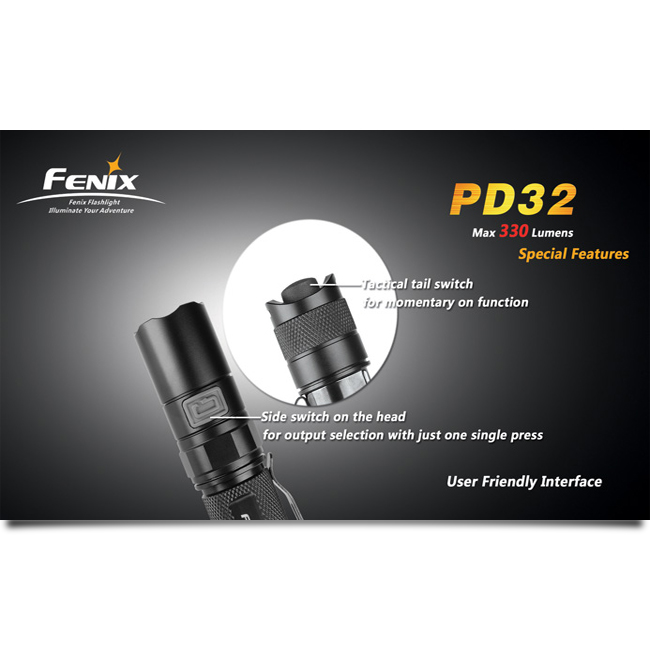 FENIX
Fenix Flashlight
Illuminate Your Adventure
PD32
Max 330 Lumens
Special Features
Tactical tail switch
for momentary on function
Side switch on the head
for output selection with just one single press
User Friendly Interface